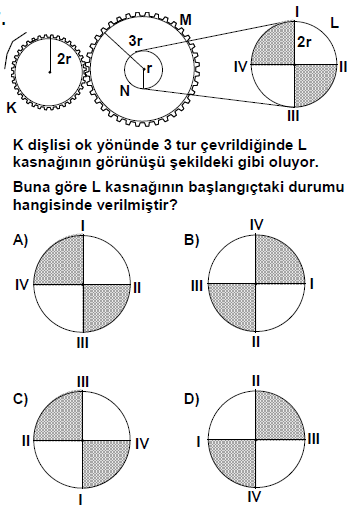 I
M
L
3r
2r
2r
r
IV
II
K
N
III
K dişlisi ok yönünde 3 tur çevrildiğinde L
kasnağının görünüşü şekildeki gibi oluyor.
Buna göre L kasnağının başlangıçtaki durumu
hangisinde verilmiştir?
A)
I
IV
II
III
B)
IV
III
I
II
C)
III
II
IV
I
D)
II
I
III
IV